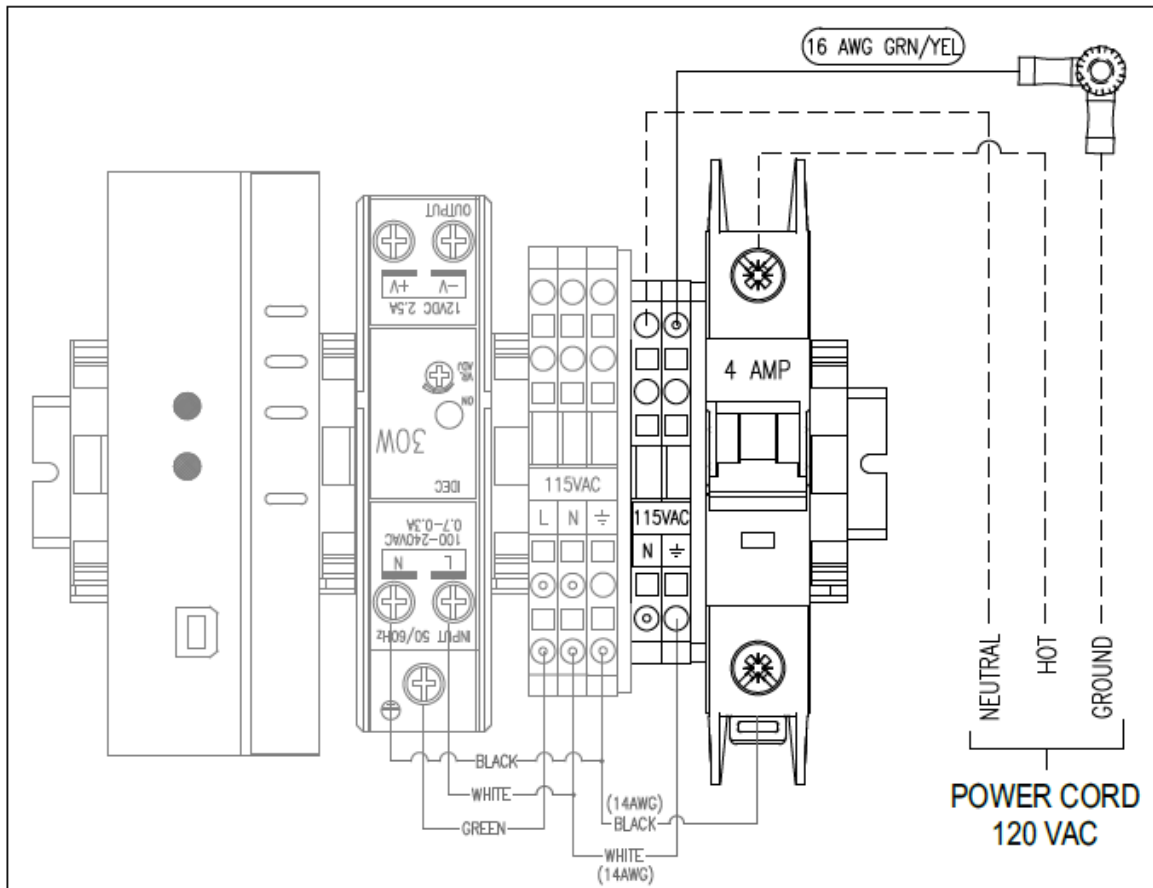 16 AWG GRN/YEL
OUTPUT
+V
-V
12VDC 2.5A
VR.
ADJ
ON
30W
IDEC
100-240VAC
0.7-0.3A
N
L
INPUT 50/60Hz
115VAC
L N
115VAC
N
4 AMP
BLACK
WHITE
GREEN
(14AWG)
BLACK
WHITE
(14AWG)
NEUTRAL
HOT
GROUND
POWER CORD
120 VAC